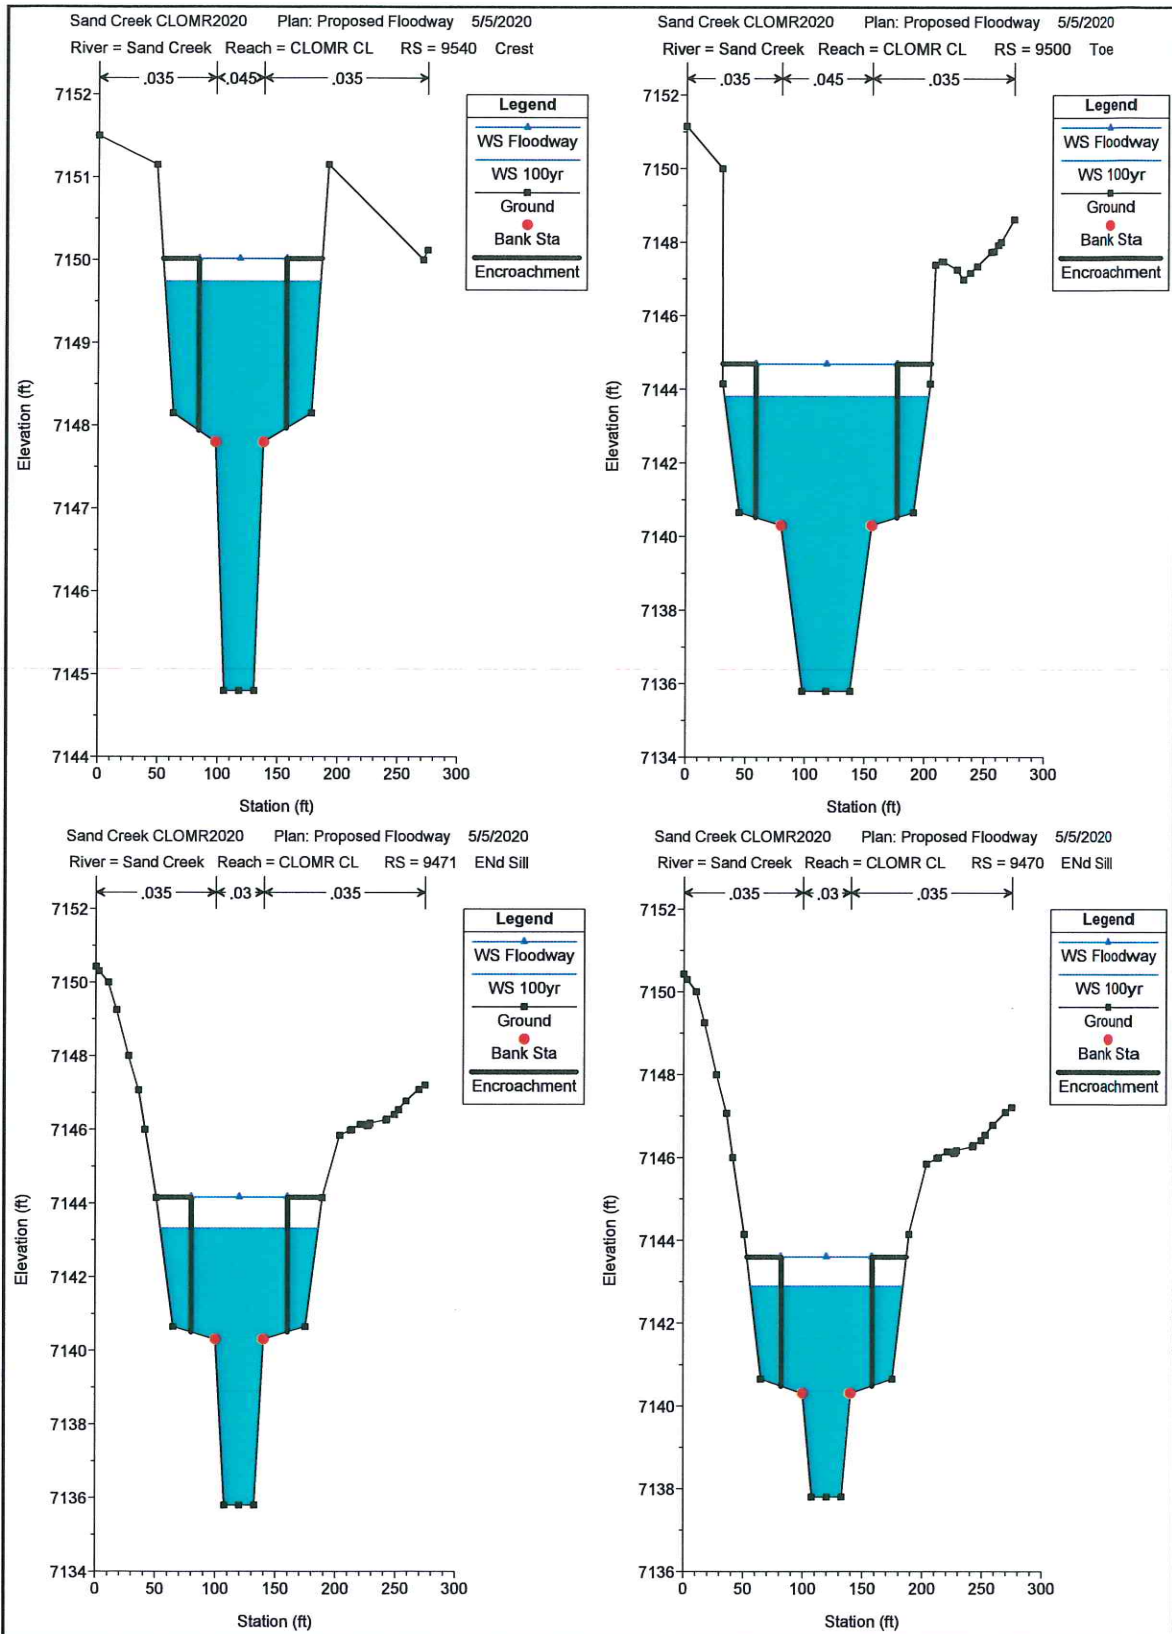 Sand Creek CLOMR2020 Plan: Proposed Floodway 5/5/2020
River = Sand Creek Reach = CLOMR CL RS = 9540 Crest
.035 .045 .035
Legend
WS Floodway
WS 100yr
Ground
Bank Sta
Encroachment
7152
7151
7150
7149
7148
7147
7146
7145
7144
Elevation (ft)
0 50 100 150 200 250 300
Station (ft)
Sand Creek CLOMR2020 Plan: Proposed Floodway 5/5/2020
River = Sand Creek Reach = CLOMR CL RS = 9500 Toe
.035 .045 .035
Legend
WS Floodway
WS 100yr
Ground
Bank Sta
Encroachment
7152
7150
7148
7146
7144
7142
7140
7138
7136
7134
Elevation (ft)
0 50 100 150 200 250 300
Station (ft)
Sand Creek CLOMR2020 Plan: Proposed Floodway 5/5/2020
River = Sand Creek Reach = CLOMR CL RS = 9471 ENd Sill
.035 .03 .035
Legend
WS Floodway
WS 100yr
Ground
Bank Sta
Encroachment
7152
7150
7148
7146
7144
7142
7140
7138
7136
7134
Elevation (ft)
0 50 100 150 200 250 300
Station (ft)
Sand Creek CLOMR2020 Plan: Proposed Floodway 5/5/2020
River = Sand Creek Reach = CLOMR CL RS = 9470 ENd Sill
.035 .03 .035
Legend
WS Floodway
WS 100yr
Ground
Bank Sta
Encroachment
7152
7150
7148
7146
7144
7142
7140
7138
7136
Elevation (ft)
0 50 100 150 200 250 300
Station (ft)